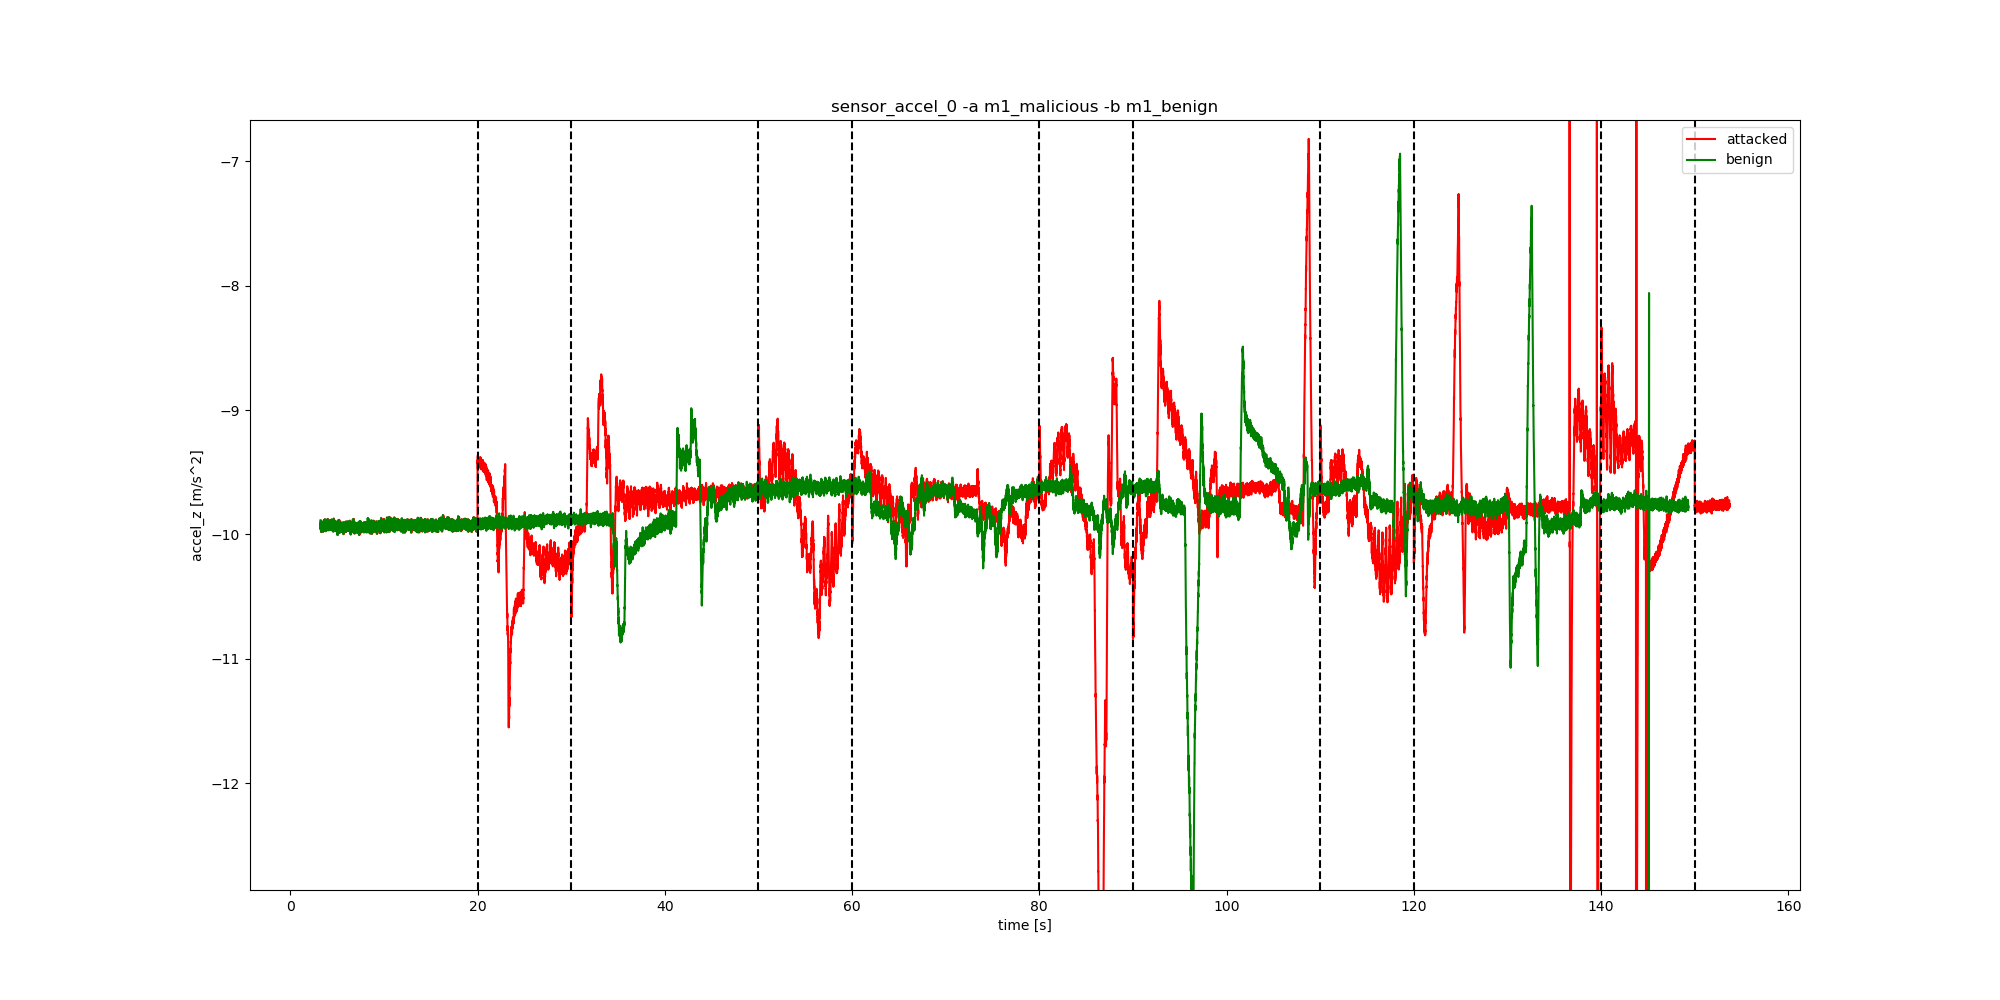 sensor_accel_0 -a m1_malicious -b m1_benign
attacked
benign
accel_z [m/s^2]
−7
−8
−9
−10
−11
−12
0 20 40 60 80 100 120 140 160
time [s]